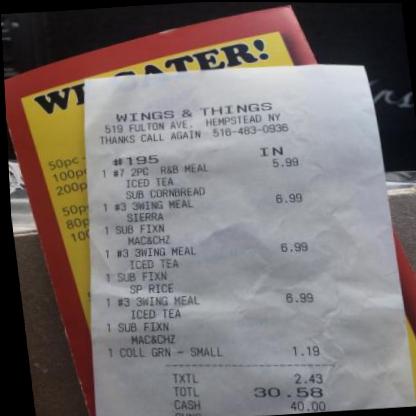 WE CATER!
50pc -
100pc
200p
50p
80p
100
WINGS & THINGS
519 FULTON AVE. HEMPSTEAD NY
THANKS CALL AGAIN 516-483-0936
#195 IN
1 #7 2PC R&B MEAL 5.99
ICED TEA
SUB CORNBREAD
1 #3 3WING MEAL 6.99
SIERRA
1 SUB FIXN
MAC&CHZ
1 #3 3WING MEAL 6.99
ICED TEA
1 SUB FIXN
SP RICE
1 #3 3WING MEAL 6.99
ICED TEA
1 SUB FIXN
MAC&CHZ
1 COLL GRN - SMALL 1.19
TXTL 2.43
TOTL 30.58
CASH 40.00